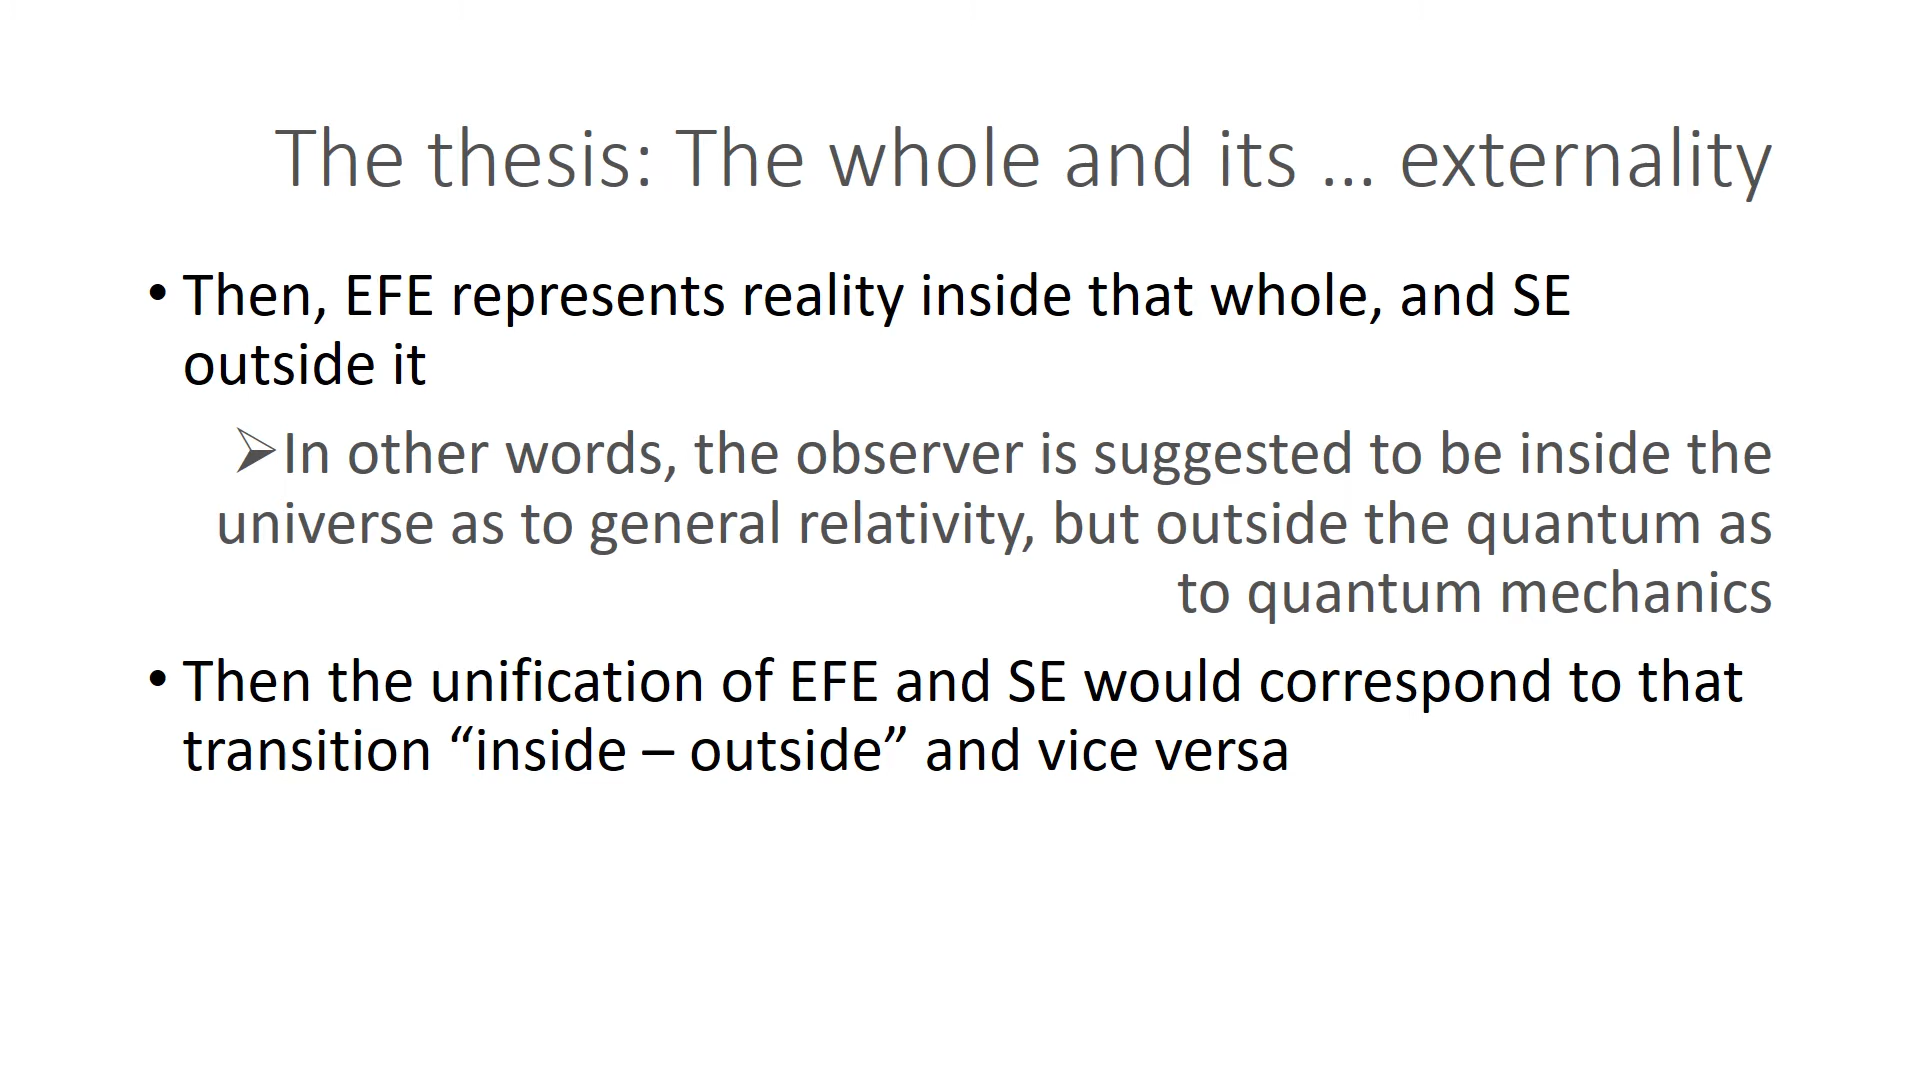 The thesis: The whole and its … externality
• Then, EFE represents reality inside that whole, and SE
outside it
➢In other words, the observer is suggested to be inside the
universe as to general relativity, but outside the quantum as
to quantum mechanics
• Then the unification of EFE and SE would correspond to that
transition “inside – outside” and vice versa